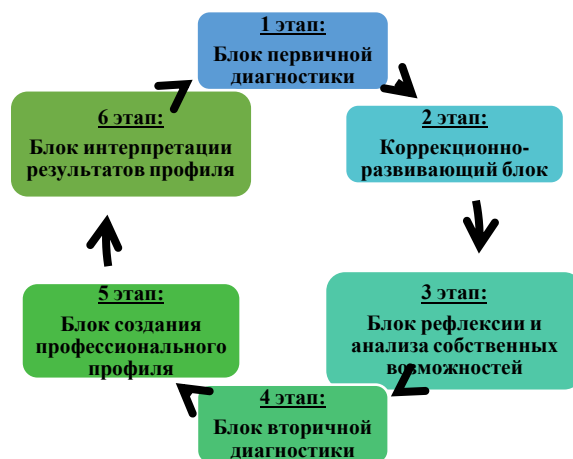 1 этап:
Блок первичной
диагностики
2 этап:
Коррекционно-
развивающий блок
3 этап:
Блок рефлексии и
анализа собственных
возможностей
4 этап:
Блок вторичной
диагностики
5 этап:
Блок создания
профессионального
профиля
6 этап:
Блок интерпретации
результатов профиля